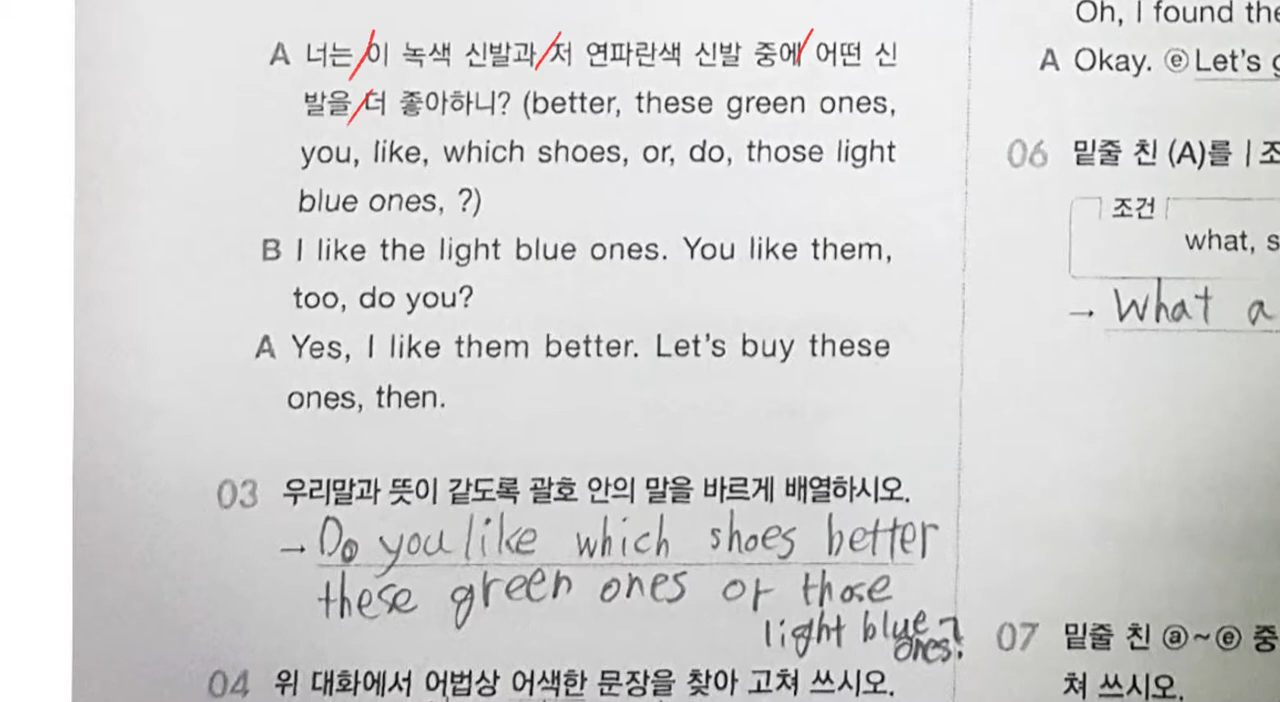 A 너는 이 녹색 신발과 저 연파란색 신발 중에 어떤 신
발을 더 좋아하니? (better, these green ones,
you, like, which shoes, or, do, those light
blue ones, ?)
B I like the light blue ones. You like them,
too, do you?
A Yes, I like them better. Let's buy these
ones, then.
03 우리말과 뜻이 같도록 괄호 안의 말을 바르게 배열하시오.
→ Do you like which shoes better
these green ones or those
light blue
ones?
04 위 대화에서 어법상 어색한 문장을 찾아 고쳐 쓰시오.
Oh, I found the
A Okay. ⓔ Let's
06 밑줄 친 (A)를 | 조
조건
what, s
→ What a
07 밑줄 친 ⓐ~ⓔ 중
쳐 쓰시오.